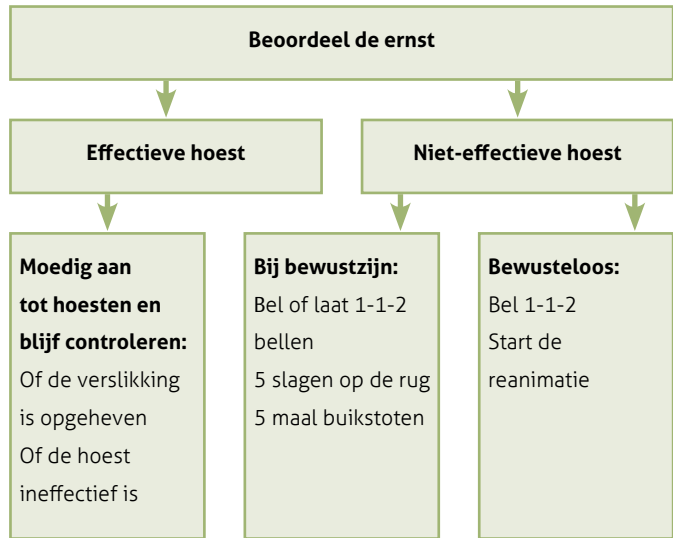 Beoordeel de ernst
Effectieve hoest
Niet-effectieve hoest
Moedig aan
tot hoesten en
blijf controleren:
Of de verslikking
is opgeheven
Of de hoest
ineffectief is
Bij bewustzijn:
Bel of laat 1-1-2
bellen
5 slagen op de rug
5 maal buikstoten
Bewusteloos:
Bel 1-1-2
Start de
reanimatie